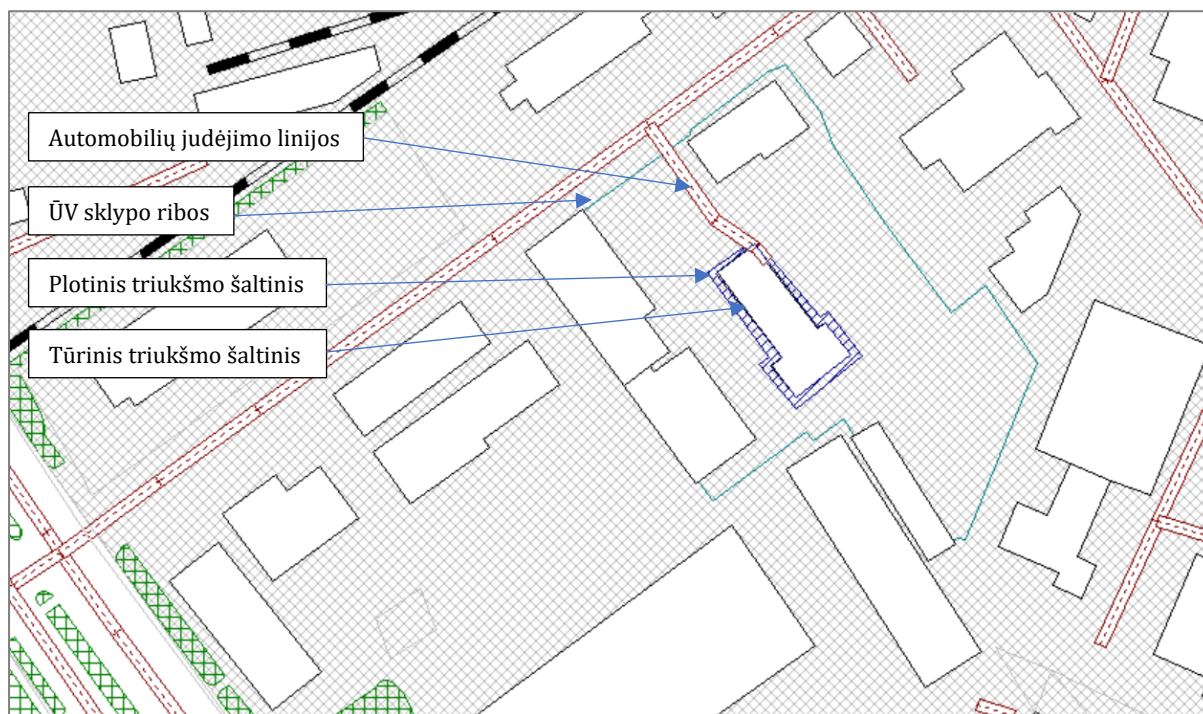 Automobilių judėjimo linijos
ŪV sklypo ribos
Plotinis triukšmo šaltinis
Tūrinis triukšmo šaltinis